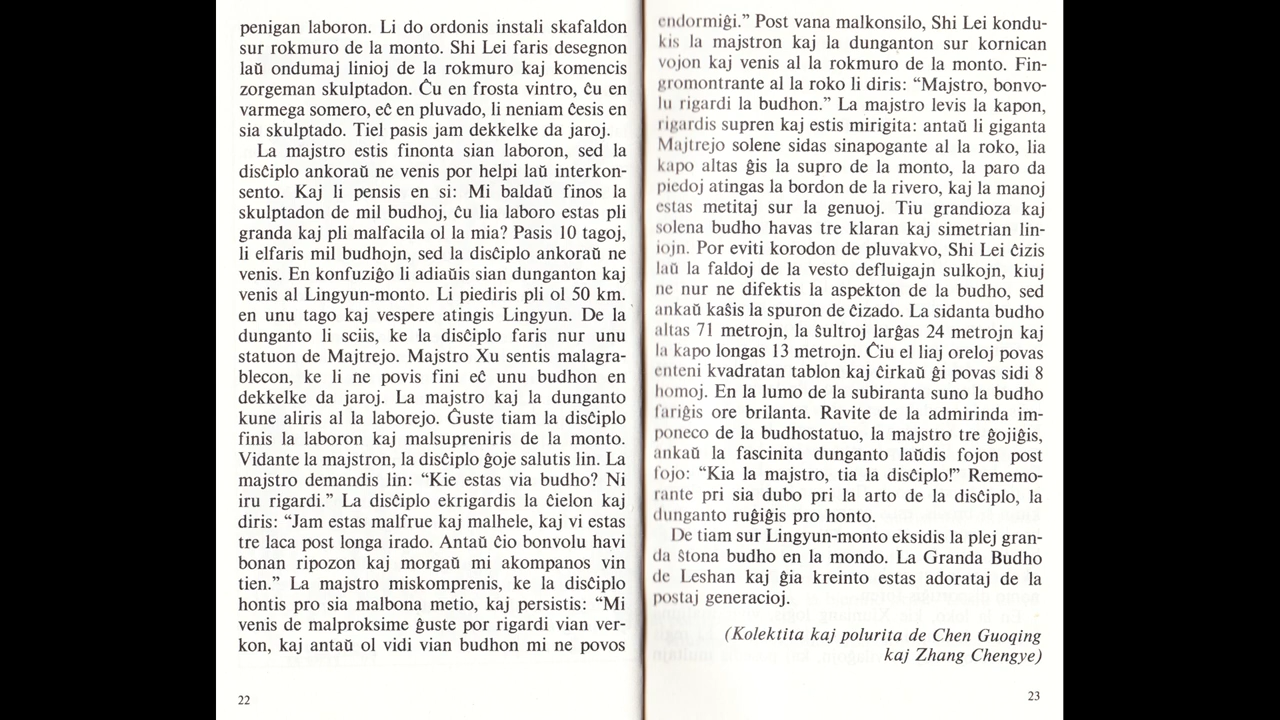 penigan laboron. Li do ordonis instali skafaldon
sur rokmuro de la monto. Shi Lei faris desegnon
laŭ ondumaj linioj de la rokmuro kaj komencis
zorgeman skulptadon. Ĉu en frosta vintro, ĉu en
varmega somero, eĉ en pluvado, li neniam ĉesis en
sia skulptado. Tiel pasis jam dekkelke da jaroj.
La majstro estis finonta sian laboron, sed la
disĉiplo ankoraŭ ne venis por helpi laŭ interkon-
sento. Kaj li pensis en si: Mi baldaŭ finos la
skulptadon de mil budhoj, ĉu lia laboro estas pli
granda kaj pli malfacila ol la mia? Pasis 10 tagoj,
li elfaris mil budhojn, sed la disĉiplo ankoraŭ ne
venis. En konfuziĝo li adiaŭis sian dunganton kaj
venis al Lingyun-monto. Li piediris pli ol 50 km.
en unu tago kaj vespere atingis Lingyun. De la
dunganto li sciis, ke la disĉiplo faris nur unu
statuon de Majtrejo. Majstro Xu sentis malagra-
blecon, ke li ne povis fini eĉ unu budhon en
dekkelke da jaroj. La majstro kaj la dunganto
kune aliris al la laborejo. Ĝuste tiam la disĉiplo
finis la laboron kaj malsupreniris de la monto.
Vidante la majstron, la disĉiplo ĝoje salutis lin. La
majstro demandis lin: “Kie estas via budho? Ni
iru rigardi.” La disĉiplo ekrigardis la ĉielon kaj
diris: “Jam estas malfrue kaj malhele, kaj vi estas
tre laca post longa irado. Antaŭ ĉio bonvolu havi
bonan ripozon kaj morgaŭ mi akompanos vin
tien.” La majstro miskomprenis, ke la disĉiplo
hontis pro sia malbona metio, kaj persistis: “Mi
venis de malproksime ĝuste por rigardi vian ver-
kon, kaj antaŭ ol vidi vian budhon mi ne povos
22
endormiĝi.” Post vana malkonsilo, Shi Lei kondu-
kis la majstron kaj la dunganton sur kornican
vojon kaj venis al la rokmuro de la monto. Fin-
gromontrante al la roko li diris: “Majstro, bonvo-
lu rigardi la budhon.” La majstro levis la kapon,
rigardis supren kaj estis mirigita: antaŭ li giganta
Majtrejo solene sidas sinapogante al la roko, lia
kapo altas ĝis la supro de la monto, la paro da
piedoj atingas la bordon de la rivero, kaj la manoj
estas metitaj sur la genuoj. Tiu grandioza kaj
solena budho havas tre klaran kaj simetrian lin-
iojn. Por eviti korodon de pluvakvo, Shi Lei ĉizis
laŭ la faldoj de la vesto defluigajn sulkojn, kiuj
ne nur ne difektis la aspekton de la budho, sed
ankaŭ kaŝis la spuron de ĉizado. La sidanta budho
altas 71 metrojn, la ŝultroj larĝas 24 metrojn kaj
la kapo longas 13 metrojn. Ĉiu el liaj oreloj povas
enteni kvadratan tablon kaj ĉirkaŭ ĝi povas sidi 8
homoj. En la lumo de la subiranta suno la budho
fariĝis ore brilanta. Ravite de la admirinda im-
poneco de la budhostatuo, la majstro tre ĝojiĝis,
ankaŭ la fascinita dunganto laŭdis fojon post
fojo: “Kia la majstro, tia la disĉiplo!” Rememo-
rante pri sia dubo pri la arto de la disĉiplo, la
dunganto ruĝiĝis pro honto.
De tiam sur Lingyun-monto eksidis la plej gran-
da ŝtona budho en la mondo. La Granda Budho
de Leshan kaj ĝia kreinto estas adorataj de la
postaj generacioj.
(Kolektita kaj polurita de Chen Guoqing
kaj Zhang Chengye)
23